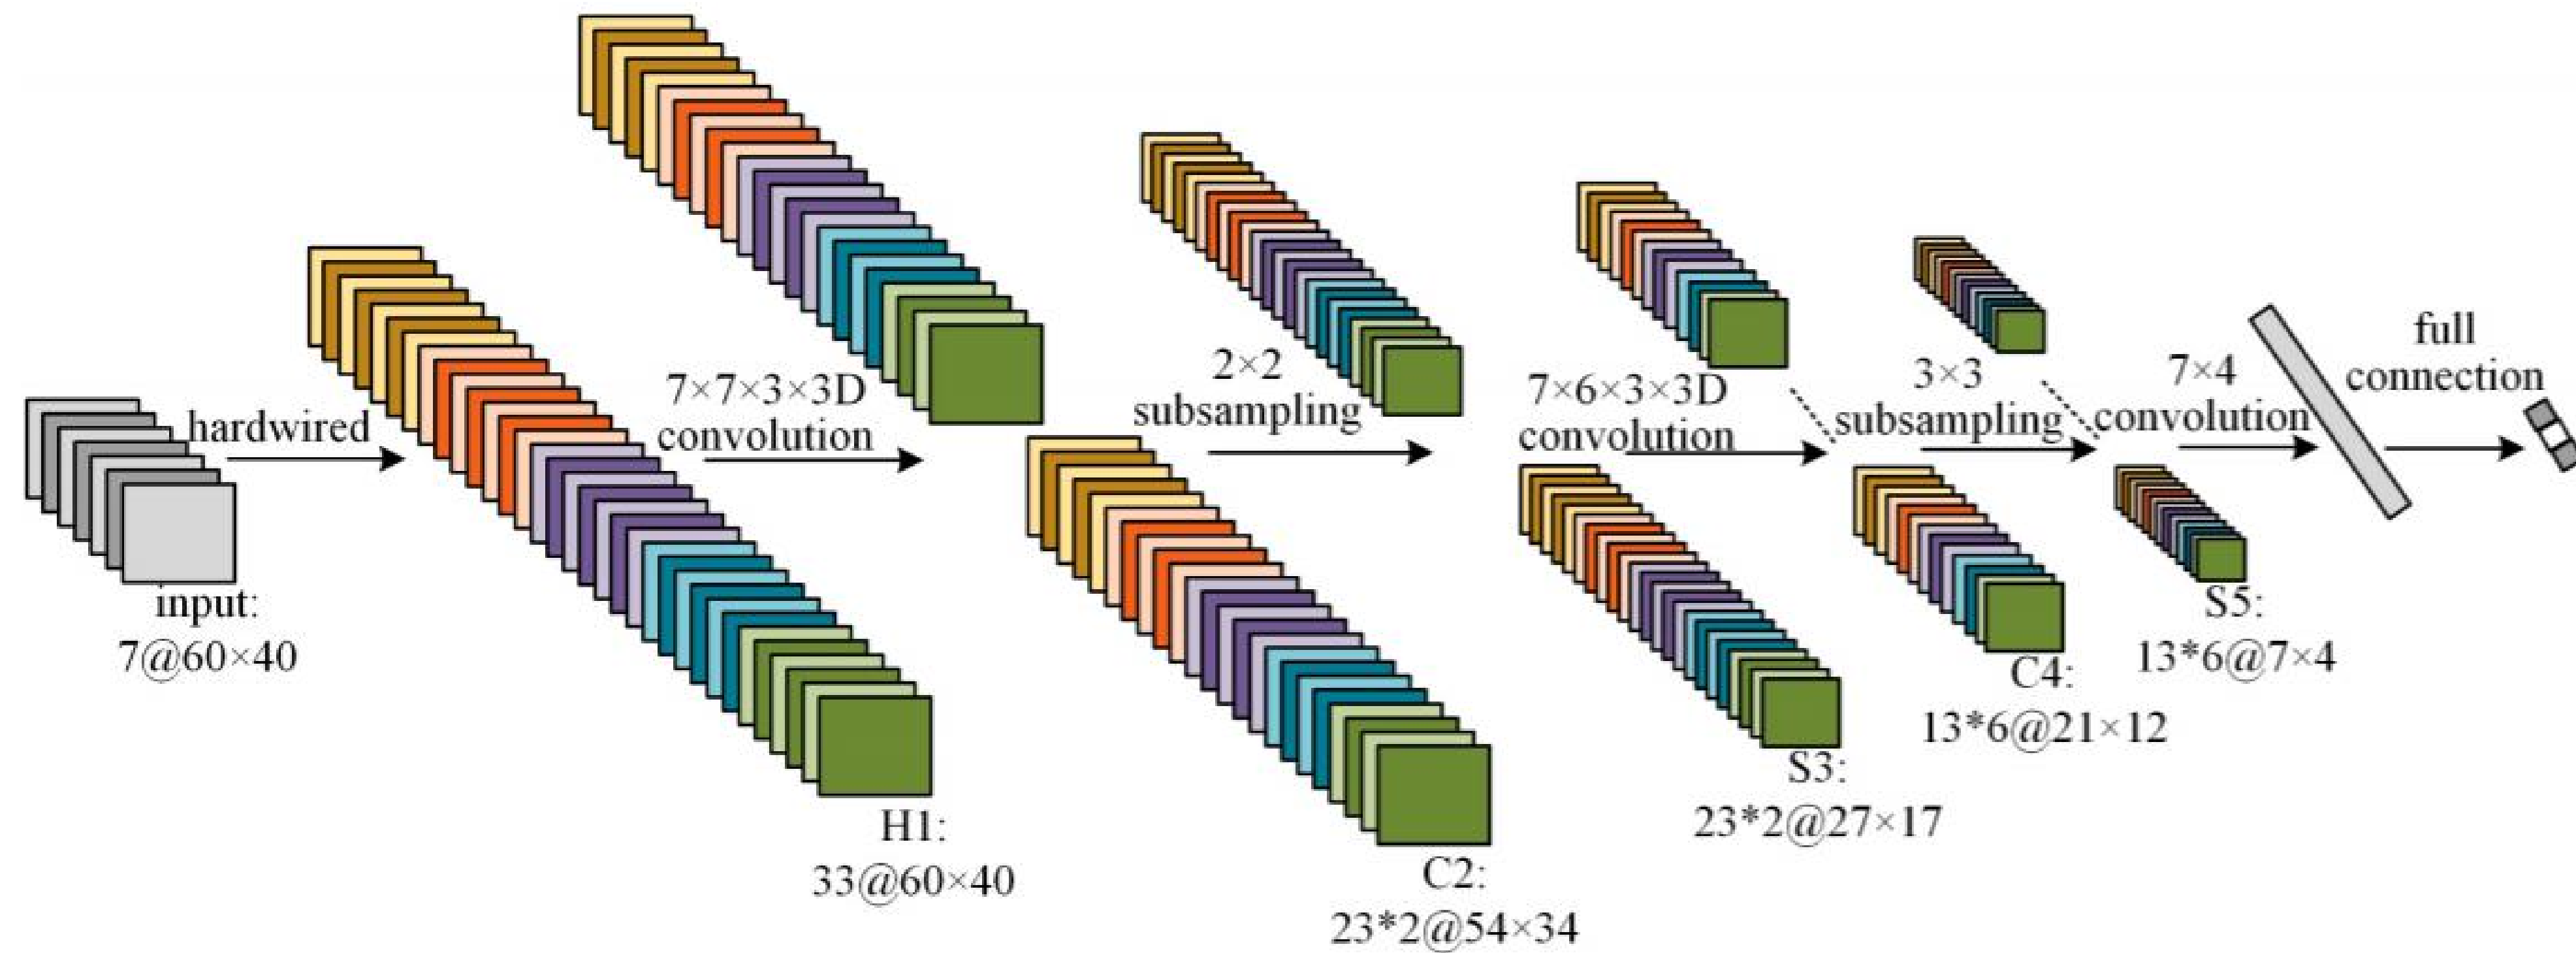 input:
7@60×40
hardwired
H1:
33@60×40
7×7×3×3D
convolution
C2:
23*2@54×34
2×2
subsampling
S3:
23*2@27×17
7×6×3×3D
convolution
C4:
13*6@21×12
3×3
subsampling
S5:
13*6@7×4
7×4
convolution
full
connection